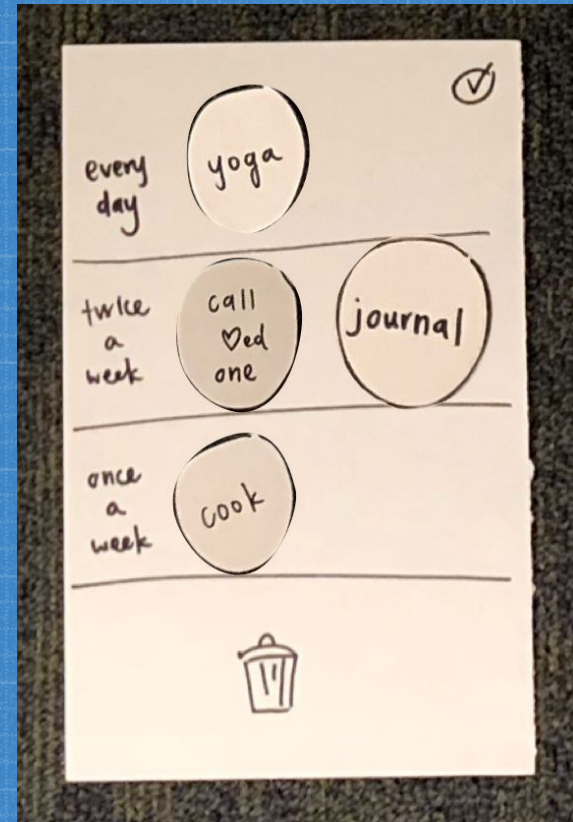 every
day
yoga
twice
a
week
call
♡ed
one
journal
once
a
week
cook